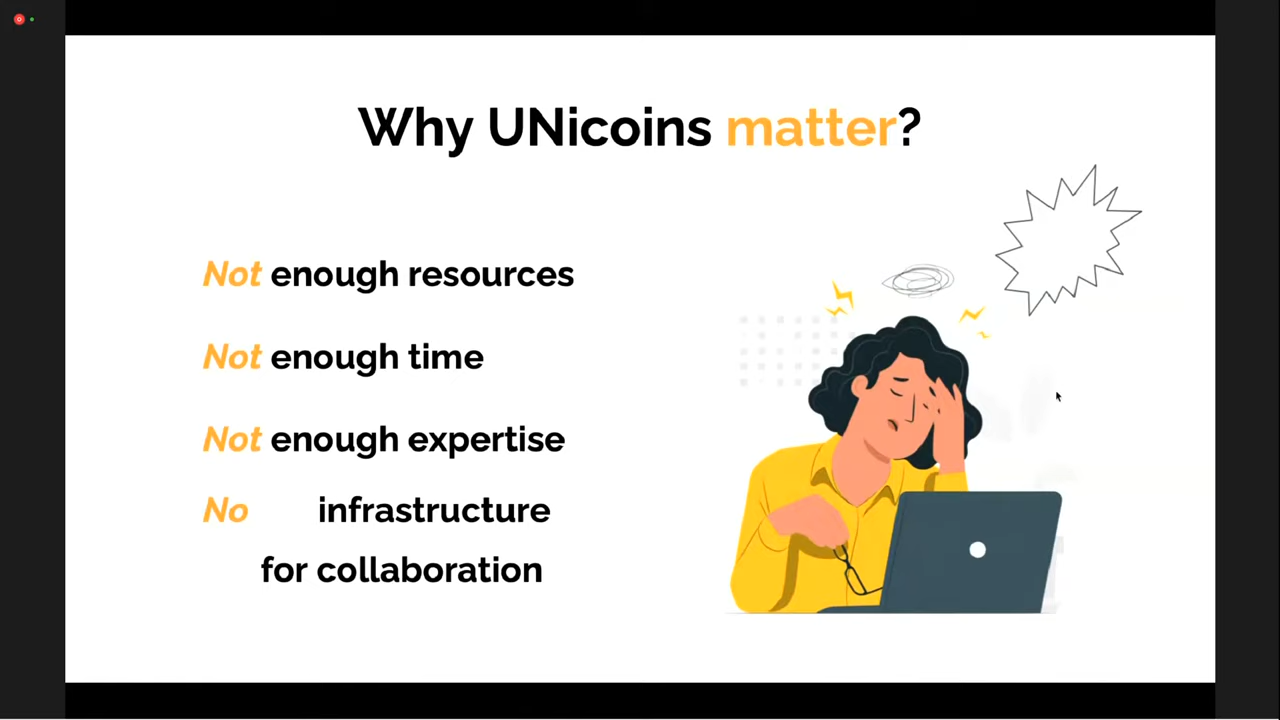 Why UNicoins matter?
Not enough resources
Not enough time
Not enough expertise
No infrastructure
for collaboration